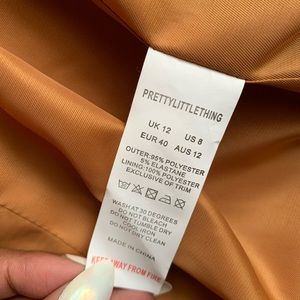 PRETTYLITTLETHING
UK 12 US 8
EUR 40 AUS 12
OUTER:95% POLYESTER
5% ELASTANE
LINING:100% POLYESTER
EXCLUSIVE OF TRIM
WASH AT 30 DEGREES
DO NOT BLEACH
DO NOT TUMBLE DRY
COOL IRON
DO NOT DRY CLEAN
MADE IN CHINA
KEEP AWAY FROM FIRE